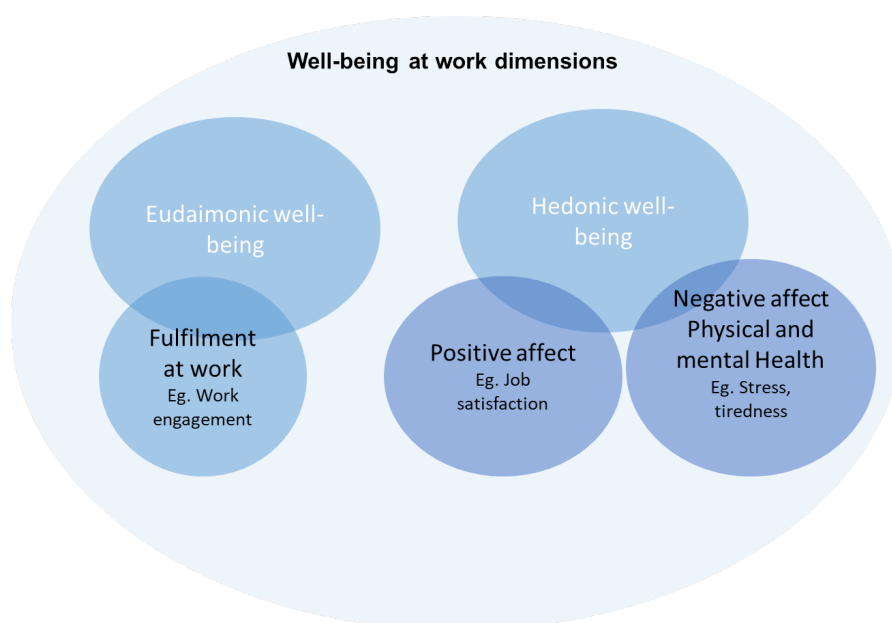 Well-being at work dimensions
Eudaimonic well-
being
Hedonic well-
being
Fulfilment
at work
Eg. Work
engagement
Positive affect
Eg. Job
satisfaction
Negative affect
Physical and
mental Health
Eg. Stress,
tiredness